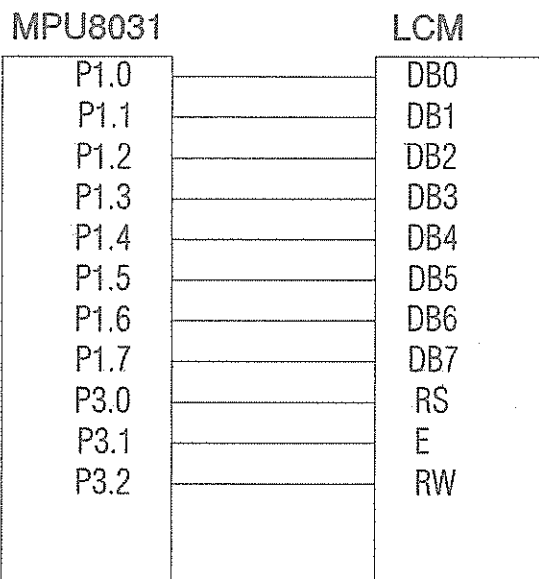 MPU8031 LCM
P1.0 DB0
P1.1 DB1
P1.2 DB2
P1.3 DB3
P1.4 DB4
P1.5 DB5
P1.6 DB6
P1.7 DB7
P3.0 RS
P3.1 E
P3.2 RW